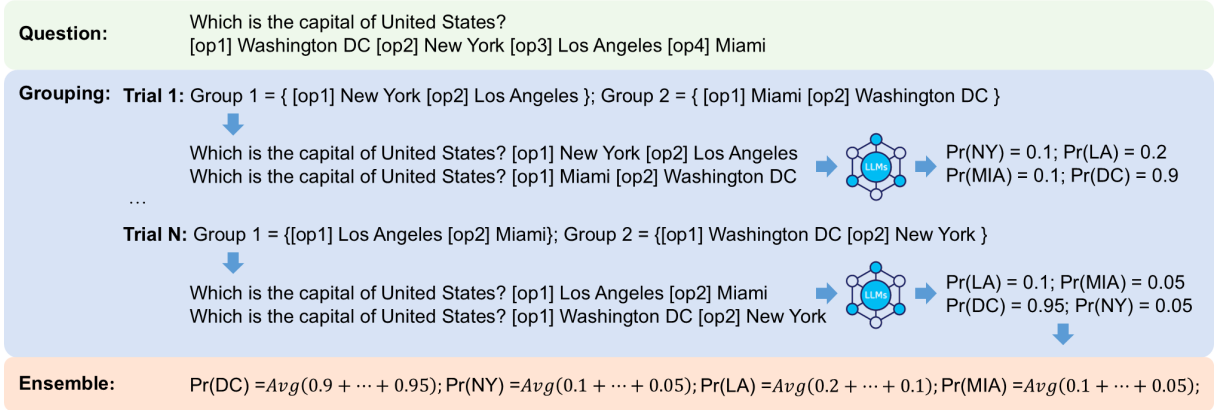 Question:
Which is the capital of United States?
[op1] Washington DC [op2] New York [op3] Los Angeles [op4] Miami
Grouping:
Trial 1: Group 1 = { [op1] New York [op2] Los Angeles }; Group 2 = { [op1] Miami [op2] Washington DC }
Which is the capital of United States? [op1] New York [op2] Los Angeles
Which is the capital of United States? [op1] Miami [op2] Washington DC
LLMs
Pr(NY) = 0.1; Pr(LA) = 0.2
Pr(MIA) = 0.1; Pr(DC) = 0.9
…
Trial N: Group 1 = {[op1] Los Angeles [op2] Miami}; Group 2 = {[op1] Washington DC [op2] New York }
Which is the capital of United States? [op1] Los Angeles [op2] Miami
Which is the capital of United States? [op1] Washington DC [op2] New York
LLMs
Pr(LA) = 0.1; Pr(MIA) = 0.05
Pr(DC) = 0.95; Pr(NY) = 0.05
Ensemble:
Pr(DC) =Avg(0.9 + ⋯ + 0.95); Pr(NY) =Avg(0.1 + ⋯ + 0.05); Pr(LA) =Avg(0.2 + ⋯ + 0.1); Pr(MIA) =Avg(0.1 + ⋯ + 0.05);